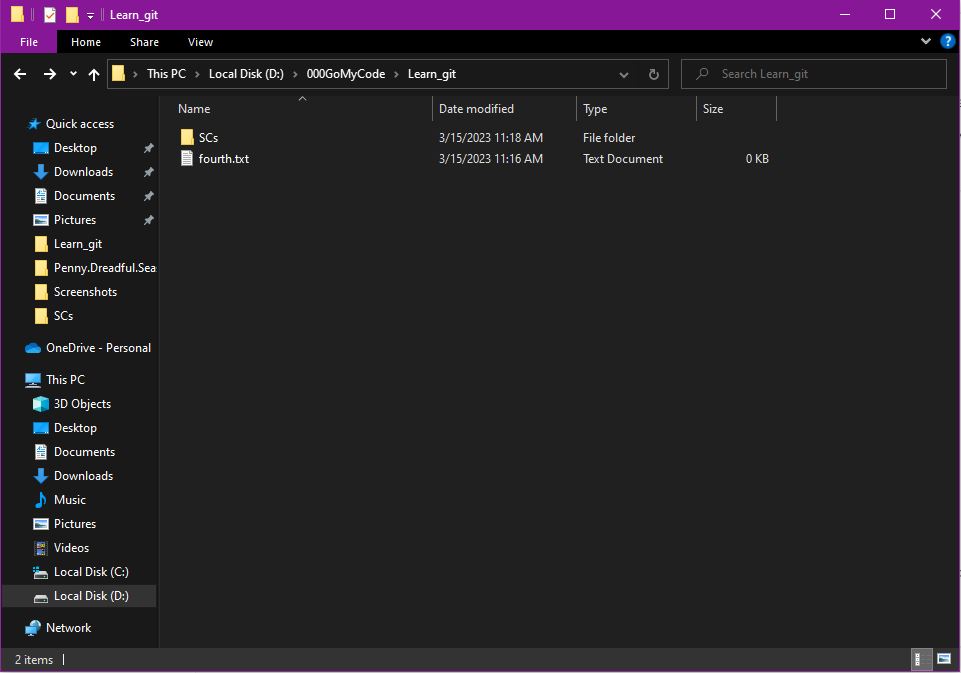 Learn_git
File Home Share View
This PC > Local Disk (D:) > 000GoMyCode > Learn_git
Search Learn_git
Name Date modified Type Size
SCs 3/15/2023 11:18 AM File folder
fourth.txt 3/15/2023 11:16 AM Text Document 0 KB
Quick access
Desktop
Downloads
Documents
Pictures
Learn_git
Penny.Dreadful.Sea
Screenshots
SCs
OneDrive - Personal
This PC
3D Objects
Desktop
Documents
Downloads
Music
Pictures
Videos
Local Disk (C:)
Local Disk (D:)
Network
2 items